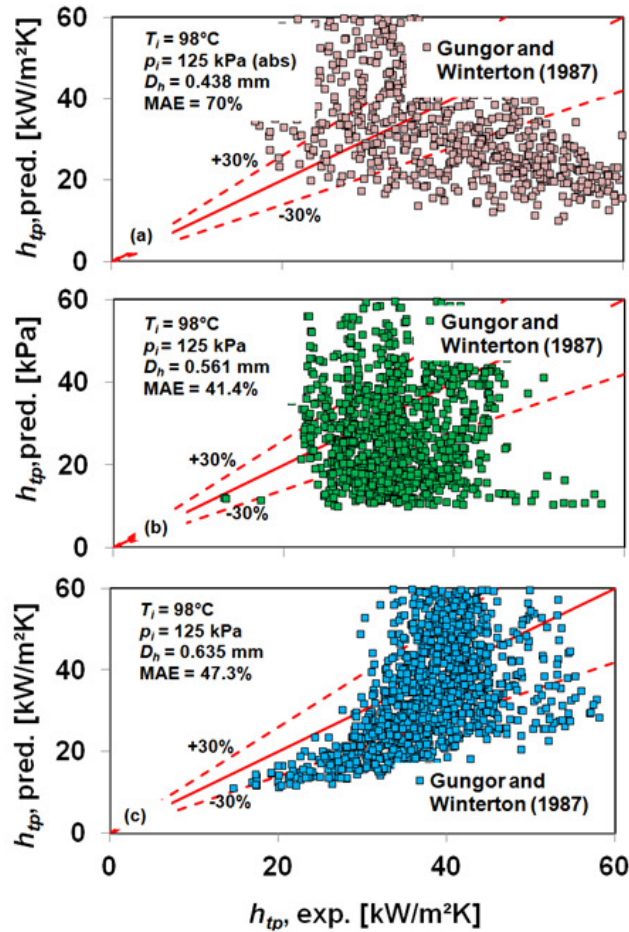 60
40
20
0
h_tp,pred. [kW/m²K]
T_i = 98°C
p_i = 125 kPa (abs)
D_h = 0.438 mm
MAE = 70%
Gungor and
Winterton (1987)
+30%
-30%
(a)
60
40
20
0
h_tp,pred. [kPa]
T_i = 98°C
p_i = 125 kPa
D_h = 0.561 mm
MAE = 41.4%
Gungor and
Winterton (1987)
+30%
-30%
(b)
60
40
20
0
h_tp, pred. [kW/m²K]
T_i = 98°C
p_i = 125 kPa
D_h = 0.635 mm
MAE = 47.3%
+30%
-30%
Gungor and
Winterton (1987)
(c)
0 20 40 60
h_tp, exp. [kW/m²K]